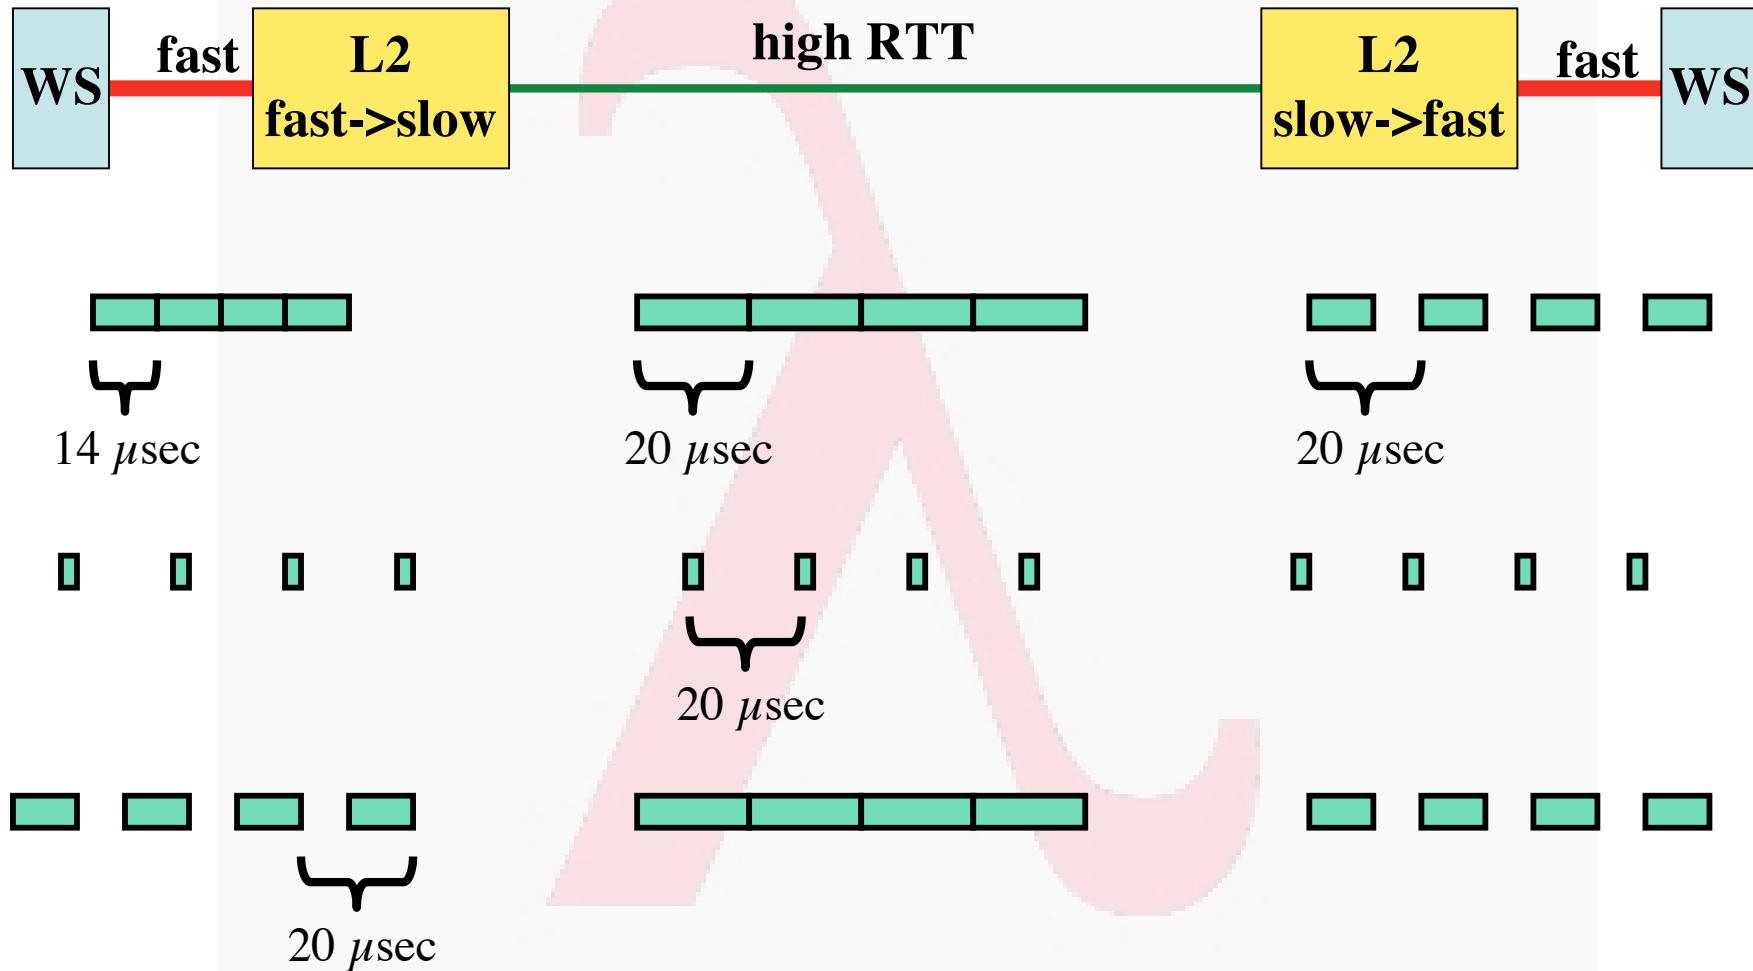 WS
fast
L2
fast->slow
high RTT
L2
slow->fast
fast
WS
14 µsec
20 µsec
20 µsec
20 µsec
20 µsec